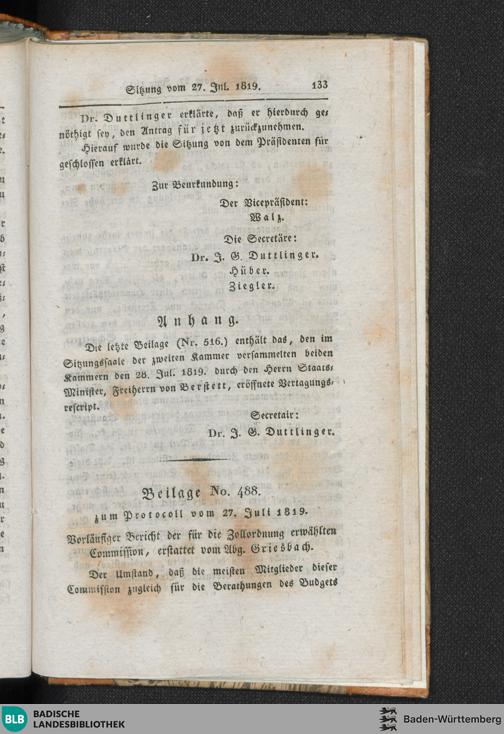 Sitzung vom 27. Jul. 1819. 133
Dr. Duttlinger erklärte, daß er hierdurch ge⸗
nöthigt sey, den Antrag für jetzt zurückzunehmen.
Hierauf wurde die Sitzung von dem Präsidenten für
geschlossen erklärt.
Zur Beurkundung:
Der Vicepräsident:
Walz.
Die Secretäre:
Dr. J. G. Duttlinger.
Hüber.
Ziegler.
Anhang.
Die letzte Beilage (Nr. 516.) enthält das, den im
Sitzungssaale der zweiten Kammer versammelten beiden
Kammern den 28. Jul. 1819. durch den Herrn Staats⸗
Minister, Freiherrn von Berstett, eröffnete Vertagungs⸗
rescript.
Secretair:
Dr. J. G. Duttlinger.
Beilage No. 488.
zum Protocoll vom 27. Juli 1819.
Vorläufiger Bericht der für die Zollordnung erwählten
Commission, erstattet vom Abg. Griesbach.
Der Umstand, daß die meisten Mitglieder dieser
Commission zugleich für die Berathungen des Budgets
BLB BADISCHE
LANDESBIBLIOTHEK
Baden-Württemberg